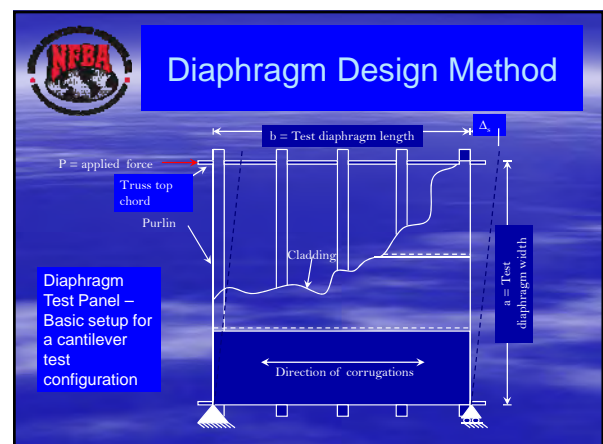 NFBA
Diaphragm Design Method
b = Test diaphragm length
Δs
P = applied force
Truss top
chord
Purlin
Cladding
a = Test
diaphragm width
Diaphragm
Test Panel –
Basic setup for
a cantilever
test
configuration
Direction of corrugations